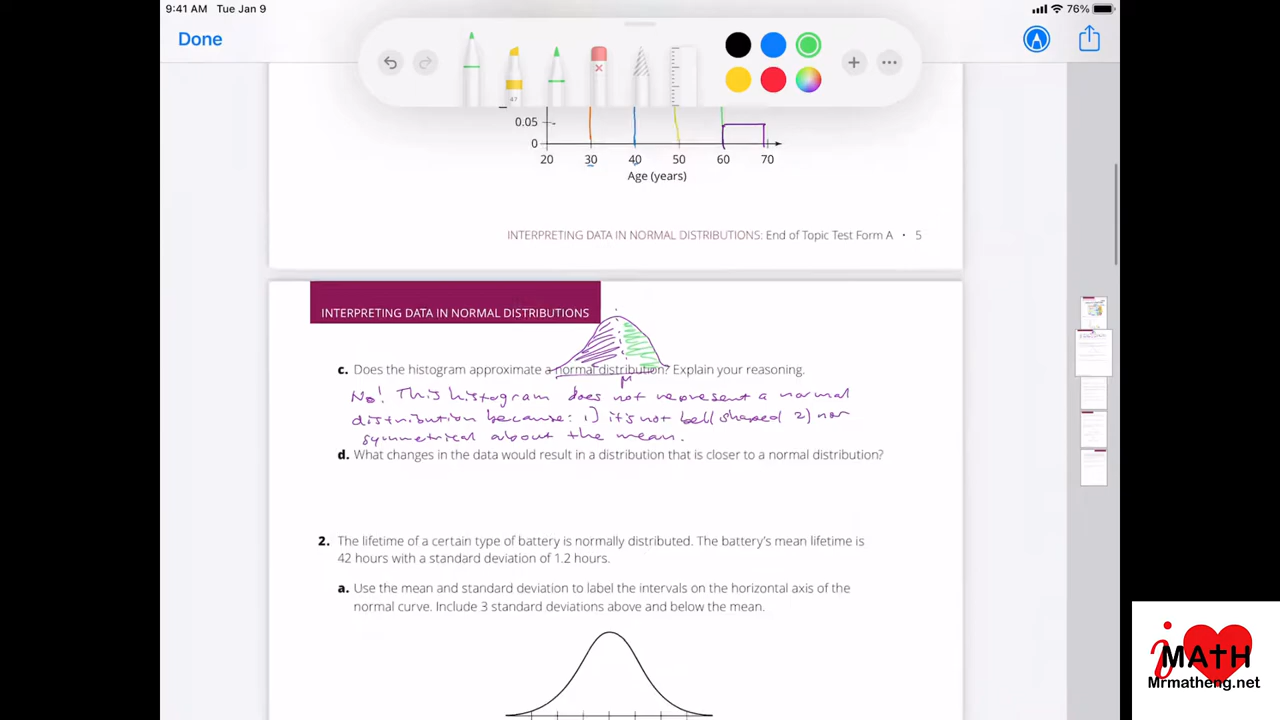 9:41 AM Tue Jan 9
76%
Done
47
0.05
0
20 30 40 50 60 70
Age (years)
INTERPRETING DATA IN NORMAL DISTRIBUTIONS: End of Topic Test Form A • 5
INTERPRETING DATA IN NORMAL DISTRIBUTIONS
c. Does the histogram approximate a normal distribution? Explain your reasoning.
μ
No! This histogram does not represent a normal
distribution because: 1) it's not bell shaped 2) not
symmetrical about the mean.
d. What changes in the data would result in a distribution that is closer to a normal distribution?
2. The lifetime of a certain type of battery is normally distributed. The battery's mean lifetime is
42 hours with a standard deviation of 1.2 hours.
a. Use the mean and standard deviation to label the intervals on the horizontal axis of the
normal curve. Include 3 standard deviations above and below the mean.
i
MATH
Mrmatheng.net